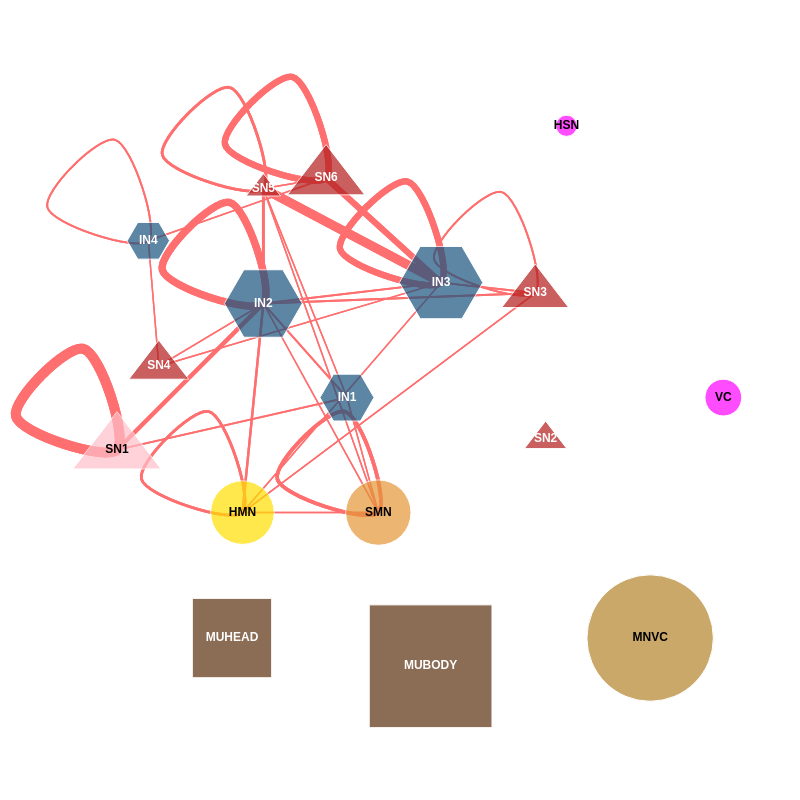 HSN
SN6
SN5
IN4
IN3
SN3
IN2
SN4
IN1
VC
SN2
SN1
HMN
SMN
MUHEAD
MNVC
MUBODY